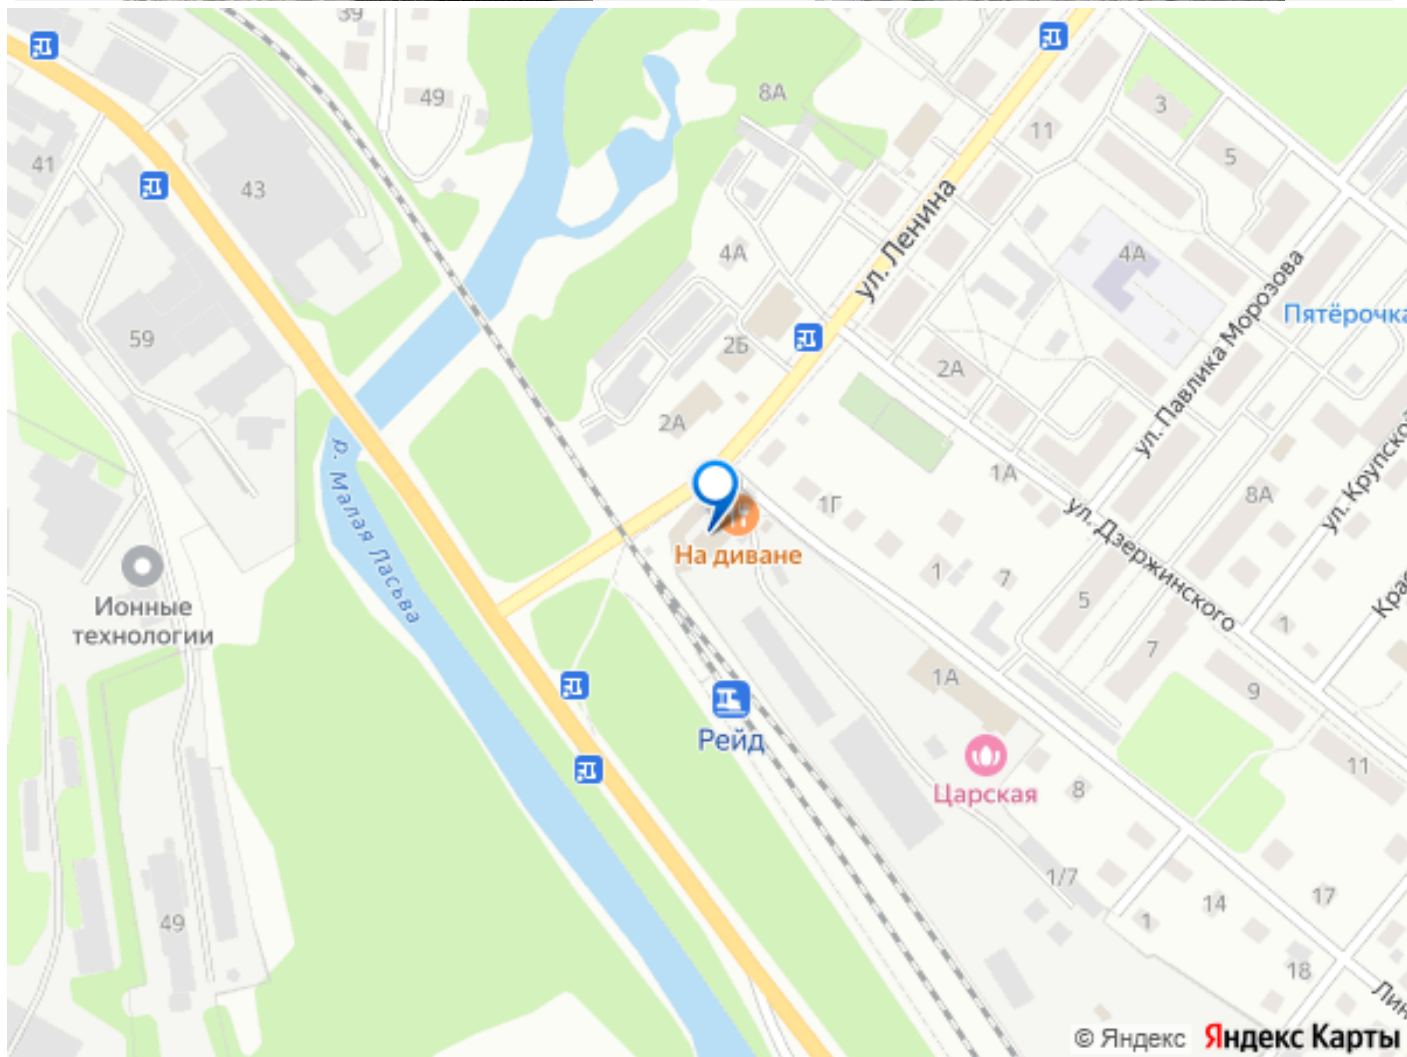 39
49
8А
3
11
5
41
43
ул. Ленина
4А
4А
ул. Павлика Морозова
Пятёрочка
59
2Б
2А
2А
р. Малая Ласьва
1А
8А
ул. Крупской
1Г
ул. Дзержинского
На диване
Ионные
технологии
1
7
5
1
7
1А
9
Рейд
Царская
8
11
1/7
14
17
1
49
18
© Яндекс Яндекс Карты